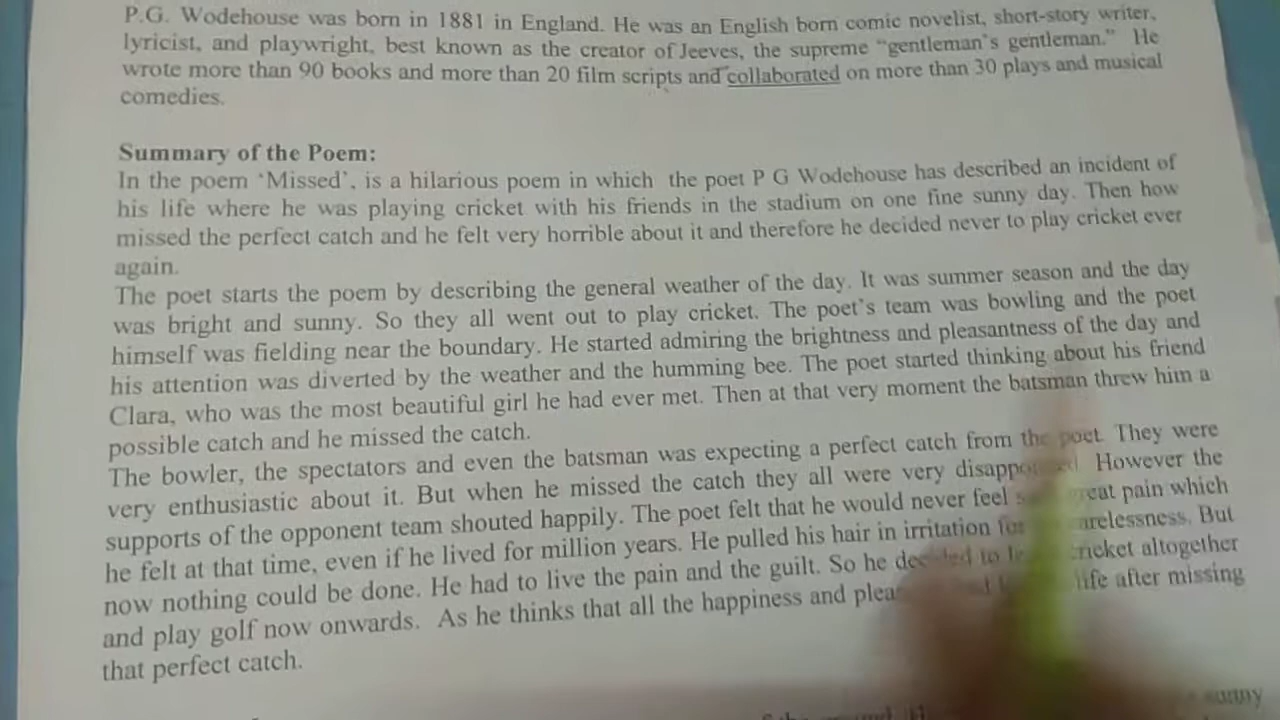 P.G. Wodehouse was born in 1881 in England. He was an English born comic novelist, short-story writer,
lyricist, and playwright, best known as the creator of Jeeves, the supreme "gentleman's gentleman." He
wrote more than 90 books and more than 20 film scripts and collaborated on more than 30 plays and musical
comedies.
Summary of the Poem:
In the poem 'Missed', is a hilarious poem in which the poet P G Wodehouse has described an incident of
his life where he was playing cricket with his friends in the stadium on one fine sunny day. Then how
missed the perfect catch and he felt very horrible about it and therefore he decided never to play cricket ever
again.
The poet starts the poem by describing the general weather of the day. It was summer season and the day
was bright and sunny. So they all went out to play cricket. The poet's team was bowling and the poet
himself was fielding near the boundary. He started admiring the brightness and pleasantness of the day and
his attention was diverted by the weather and the humming bee. The poet started thinking about his friend
Clara, who was the most beautiful girl he had ever met. Then at that very moment the batsman threw him a
possible catch and he missed the catch.
The bowler, the spectators and even the batsman was expecting a perfect catch from the poet. They were
very enthusiastic about it. But when he missed the catch they all were very However the
supports of the opponent team shouted happily. The poet felt that he would never feel pain which
he felt at that time, even if he lived for million years. He pulled his hair in irritation But
now nothing could be done. He had to live the pain and the guilt. So he to cricket altogether
and play golf now onwards. As he thinks that all the happiness and life after missing
that perfect catch.
sunny